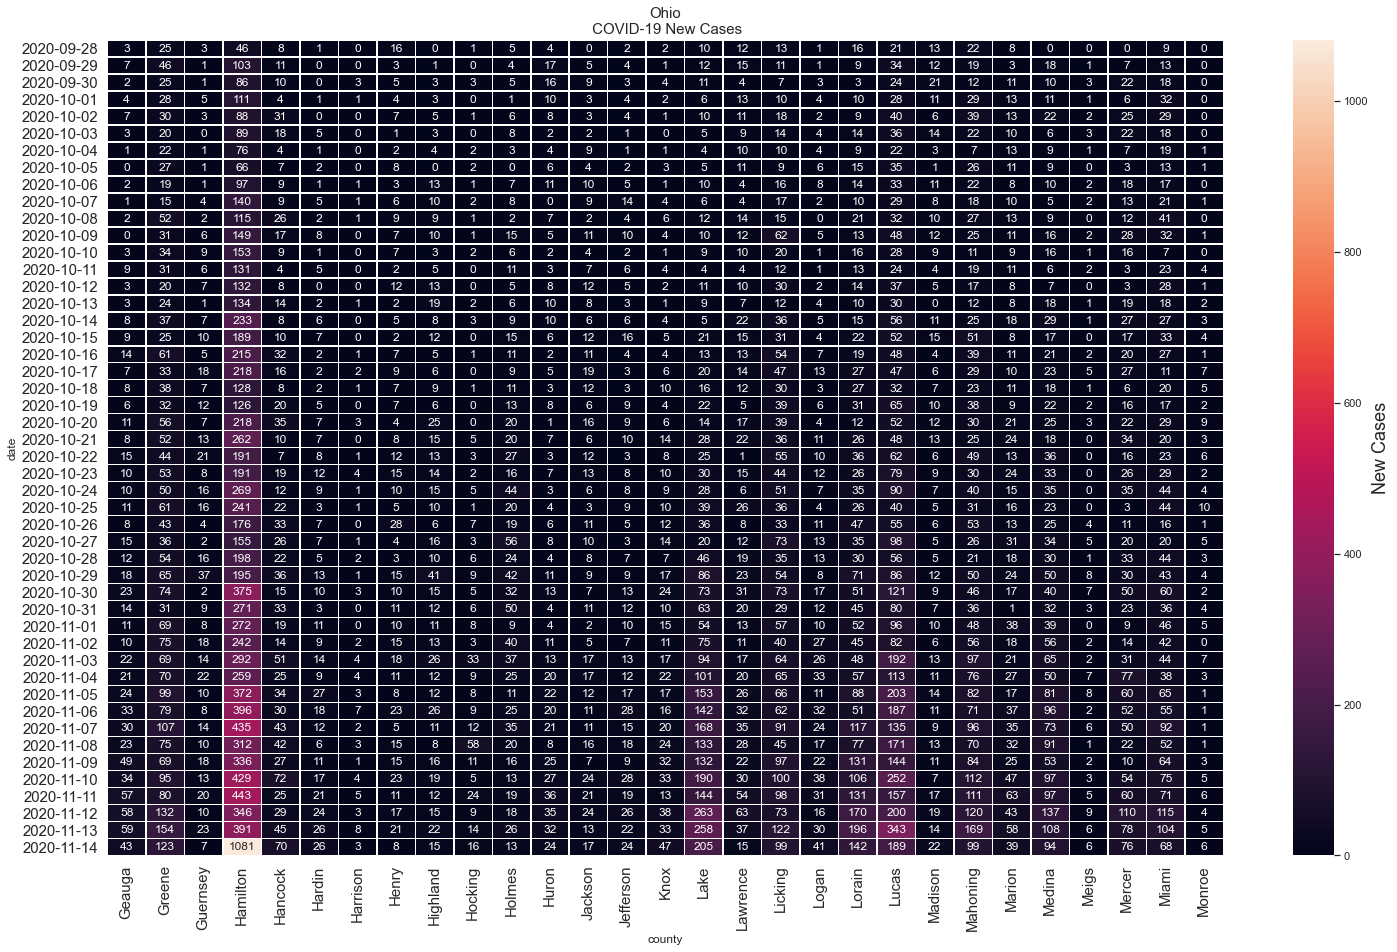 Ohio
COVID-19 New Cases
2020-09-28 3 25 3 46 8 1 0 16 0 1 5 4 0 2 2 10 12 13 1 16 21 13 22 8 0 0 0 9 0
2020-09-29 7 46 1 103 11 0 0 3 1 0 4 17 5 4 1 12 15 11 1 9 34 12 19 3 18 1 7 13 0
2020-09-30 2 25 1 86 10 0 3 5 3 3 5 16 9 3 4 11 4 7 3 3 24 21 12 11 10 3 22 18 0
2020-10-01 4 28 5 111 4 1 1 4 3 0 1 10 3 4 2 6 13 10 4 10 28 11 29 13 11 1 6 32 0
2020-10-02 7 30 3 88 31 0 0 7 5 1 6 8 3 4 1 10 11 18 2 9 40 6 39 13 22 2 25 29 0
2020-10-03 3 20 0 89 18 5 0 1 3 0 8 2 2 1 0 5 9 14 4 14 36 14 22 10 6 3 22 18 0
2020-10-04 1 22 1 76 4 1 0 2 4 2 3 4 9 1 1 4 10 10 4 9 22 3 7 13 9 1 7 19 1
2020-10-05 0 27 1 66 7 2 0 8 0 2 0 6 4 2 3 5 11 9 6 15 35 1 26 11 9 0 3 13 1
2020-10-06 2 19 1 97 9 1 1 3 13 1 7 11 10 5 1 10 4 16 8 14 33 11 22 8 10 2 18 17 0
2020-10-07 1 15 4 140 9 5 1 6 10 2 8 0 9 14 4 6 4 17 2 10 29 8 18 10 5 2 13 21 1
2020-10-08 2 52 2 115 26 2 1 9 9 1 2 7 2 4 6 12 14 15 0 21 32 10 27 13 9 0 12 41 0
2020-10-09 0 31 6 149 17 8 0 7 10 1 15 5 11 10 4 10 12 62 5 13 48 12 25 11 16 2 28 32 1
2020-10-10 3 34 9 153 9 1 0 7 3 2 6 2 4 2 1 9 10 20 1 16 28 9 11 9 16 1 16 7 0
2020-10-11 9 31 6 131 4 5 0 2 5 0 11 3 7 6 4 4 4 12 1 13 24 4 19 11 6 2 3 23 4
2020-10-12 3 20 7 132 8 0 0 12 13 0 5 8 12 5 2 11 10 30 2 14 37 5 17 8 7 0 3 28 1
2020-10-13 3 24 1 134 14 2 1 2 19 2 6 10 8 3 1 9 7 12 4 10 30 0 12 8 18 1 19 18 2
2020-10-14 8 37 7 233 8 6 0 5 8 3 9 10 6 6 4 5 22 36 5 15 56 11 25 18 29 1 27 27 3
2020-10-15 9 25 10 189 10 7 0 2 12 0 15 6 12 16 5 21 15 31 4 22 52 15 51 8 17 0 17 33 4
2020-10-16 14 61 5 215 32 2 1 7 5 1 11 2 11 4 4 13 13 54 7 19 48 4 39 11 21 2 20 27 1
2020-10-17 7 33 18 218 16 2 2 9 6 0 9 5 19 3 6 20 14 47 13 27 47 6 29 10 23 5 27 11 7
2020-10-18 8 38 7 128 8 2 1 7 9 1 11 3 12 3 10 16 12 30 3 27 32 7 23 11 18 1 6 20 5
2020-10-19 6 32 12 126 20 5 0 7 6 0 13 8 6 9 4 22 5 39 6 31 65 10 38 9 22 2 16 17 2
2020-10-20 11 56 7 218 35 7 3 4 25 0 20 1 16 9 6 14 17 39 4 12 52 12 30 21 25 3 22 29 9
2020-10-21 8 52 13 262 10 7 0 8 15 5 20 7 6 10 14 28 22 36 11 26 48 13 25 24 18 0 34 20 3
2020-10-22 15 44 21 191 7 8 1 12 13 3 27 3 12 3 8 25 1 55 10 36 62 6 49 13 36 0 16 23 6
2020-10-23 10 53 8 191 19 12 4 15 14 2 16 7 13 8 10 30 15 44 12 26 79 9 30 24 33 0 26 29 2
2020-10-24 10 50 16 269 12 9 1 10 15 5 44 3 6 8 9 28 6 51 7 35 90 7 40 15 35 0 35 44 4
2020-10-25 11 61 16 241 22 3 1 5 10 1 20 4 3 9 10 39 26 36 4 26 40 5 31 16 23 0 3 44 10
2020-10-26 8 43 4 176 33 7 0 28 6 7 19 6 11 5 12 36 8 33 11 47 55 6 53 13 25 4 11 16 1
2020-10-27 15 36 2 155 26 7 1 4 16 3 56 8 10 3 14 20 12 73 13 35 98 5 26 31 34 5 20 20 5
2020-10-28 12 54 16 198 22 5 2 3 10 6 24 4 8 7 7 46 19 35 13 30 56 5 21 18 30 1 33 44 3
2020-10-29 18 65 37 195 36 13 1 15 41 9 42 11 9 9 17 86 23 54 8 71 86 12 50 24 50 8 30 43 4
2020-10-30 23 74 2 375 15 10 3 10 15 5 32 13 7 13 24 73 31 73 17 51 121 9 46 17 40 7 50 60 2
2020-10-31 14 31 9 271 33 3 0 11 12 6 50 4 11 12 10 63 20 29 12 45 80 7 36 1 32 3 23 36 4
2020-11-01 11 69 8 272 19 11 0 10 11 8 9 4 2 10 15 54 13 57 10 52 96 10 48 38 39 0 9 46 5
2020-11-02 10 75 18 242 14 9 2 15 13 3 40 11 5 7 11 75 11 40 27 45 82 6 56 18 56 2 14 42 0
2020-11-03 22 69 14 292 51 14 4 18 26 33 37 13 17 13 17 94 17 64 26 48 192 13 97 21 65 2 31 44 7
2020-11-04 21 70 22 259 25 9 4 11 12 9 25 20 17 12 22 101 20 65 33 57 113 11 76 27 50 7 77 38 3
2020-11-05 24 99 10 372 34 27 3 8 12 8 11 22 12 17 17 153 26 66 11 88 203 14 82 17 81 8 60 65 1
2020-11-06 33 79 8 396 30 18 7 23 26 9 25 20 11 28 16 142 32 62 32 51 187 11 71 37 96 2 52 55 1
2020-11-07 30 107 14 435 43 12 2 5 11 12 35 21 11 15 20 168 35 91 24 117 135 9 96 35 73 6 50 92 1
2020-11-08 23 75 10 312 42 6 3 15 8 58 20 8 16 18 24 133 28 45 17 77 171 13 70 32 91 1 22 52 1
2020-11-09 49 69 18 336 27 11 1 15 16 11 16 25 7 9 32 132 22 97 22 131 144 11 84 25 53 2 10 64 3
2020-11-10 34 95 13 429 72 17 4 23 19 5 13 27 24 28 33 190 30 100 38 106 252 7 112 47 97 3 54 75 5
2020-11-11 57 80 20 443 25 21 5 11 12 24 19 36 21 19 13 144 54 98 31 131 157 17 111 63 97 5 60 71 6
2020-11-12 58 132 10 346 29 24 3 17 15 9 18 35 24 26 38 263 63 73 16 170 200 19 120 43 137 9 110 115 4
2020-11-13 59 154 23 391 45 26 8 21 22 14 26 32 13 22 33 258 37 122 30 196 343 14 169 58 108 6 78 104 5
2020-11-14 43 123 7 1081 70 26 3 8 15 16 13 24 17 24 47 205 15 99 41 142 189 22 99 39 94 6 76 68 6
Geauga Greene Guernsey Hamilton Hancock Hardin Harrison Henry Highland Hocking Holmes Huron Jackson Jefferson Knox Lake Lawrence Licking Logan Lorain Lucas Madison Mahoning Marion Medina Meigs Mercer Miami Monroe
county
date
1000
800
600
400
200
0
New Cases